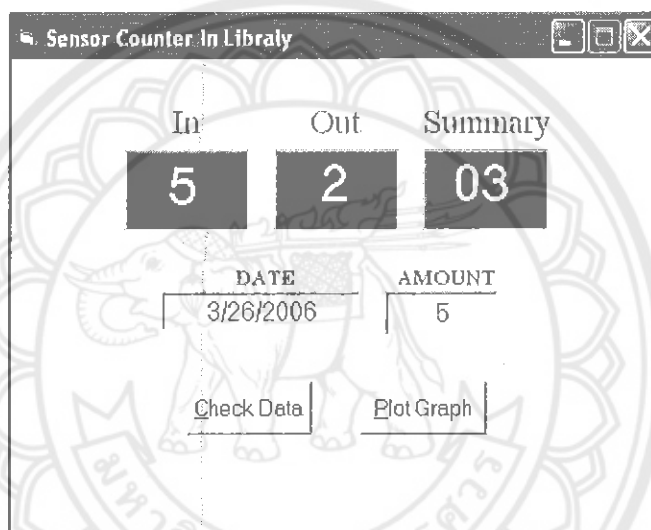 Sensor Counter In Libraly
In Out Summary
5 2 03
DATE AMOUNT
3/26/2006 5
Check Data Plot Graph